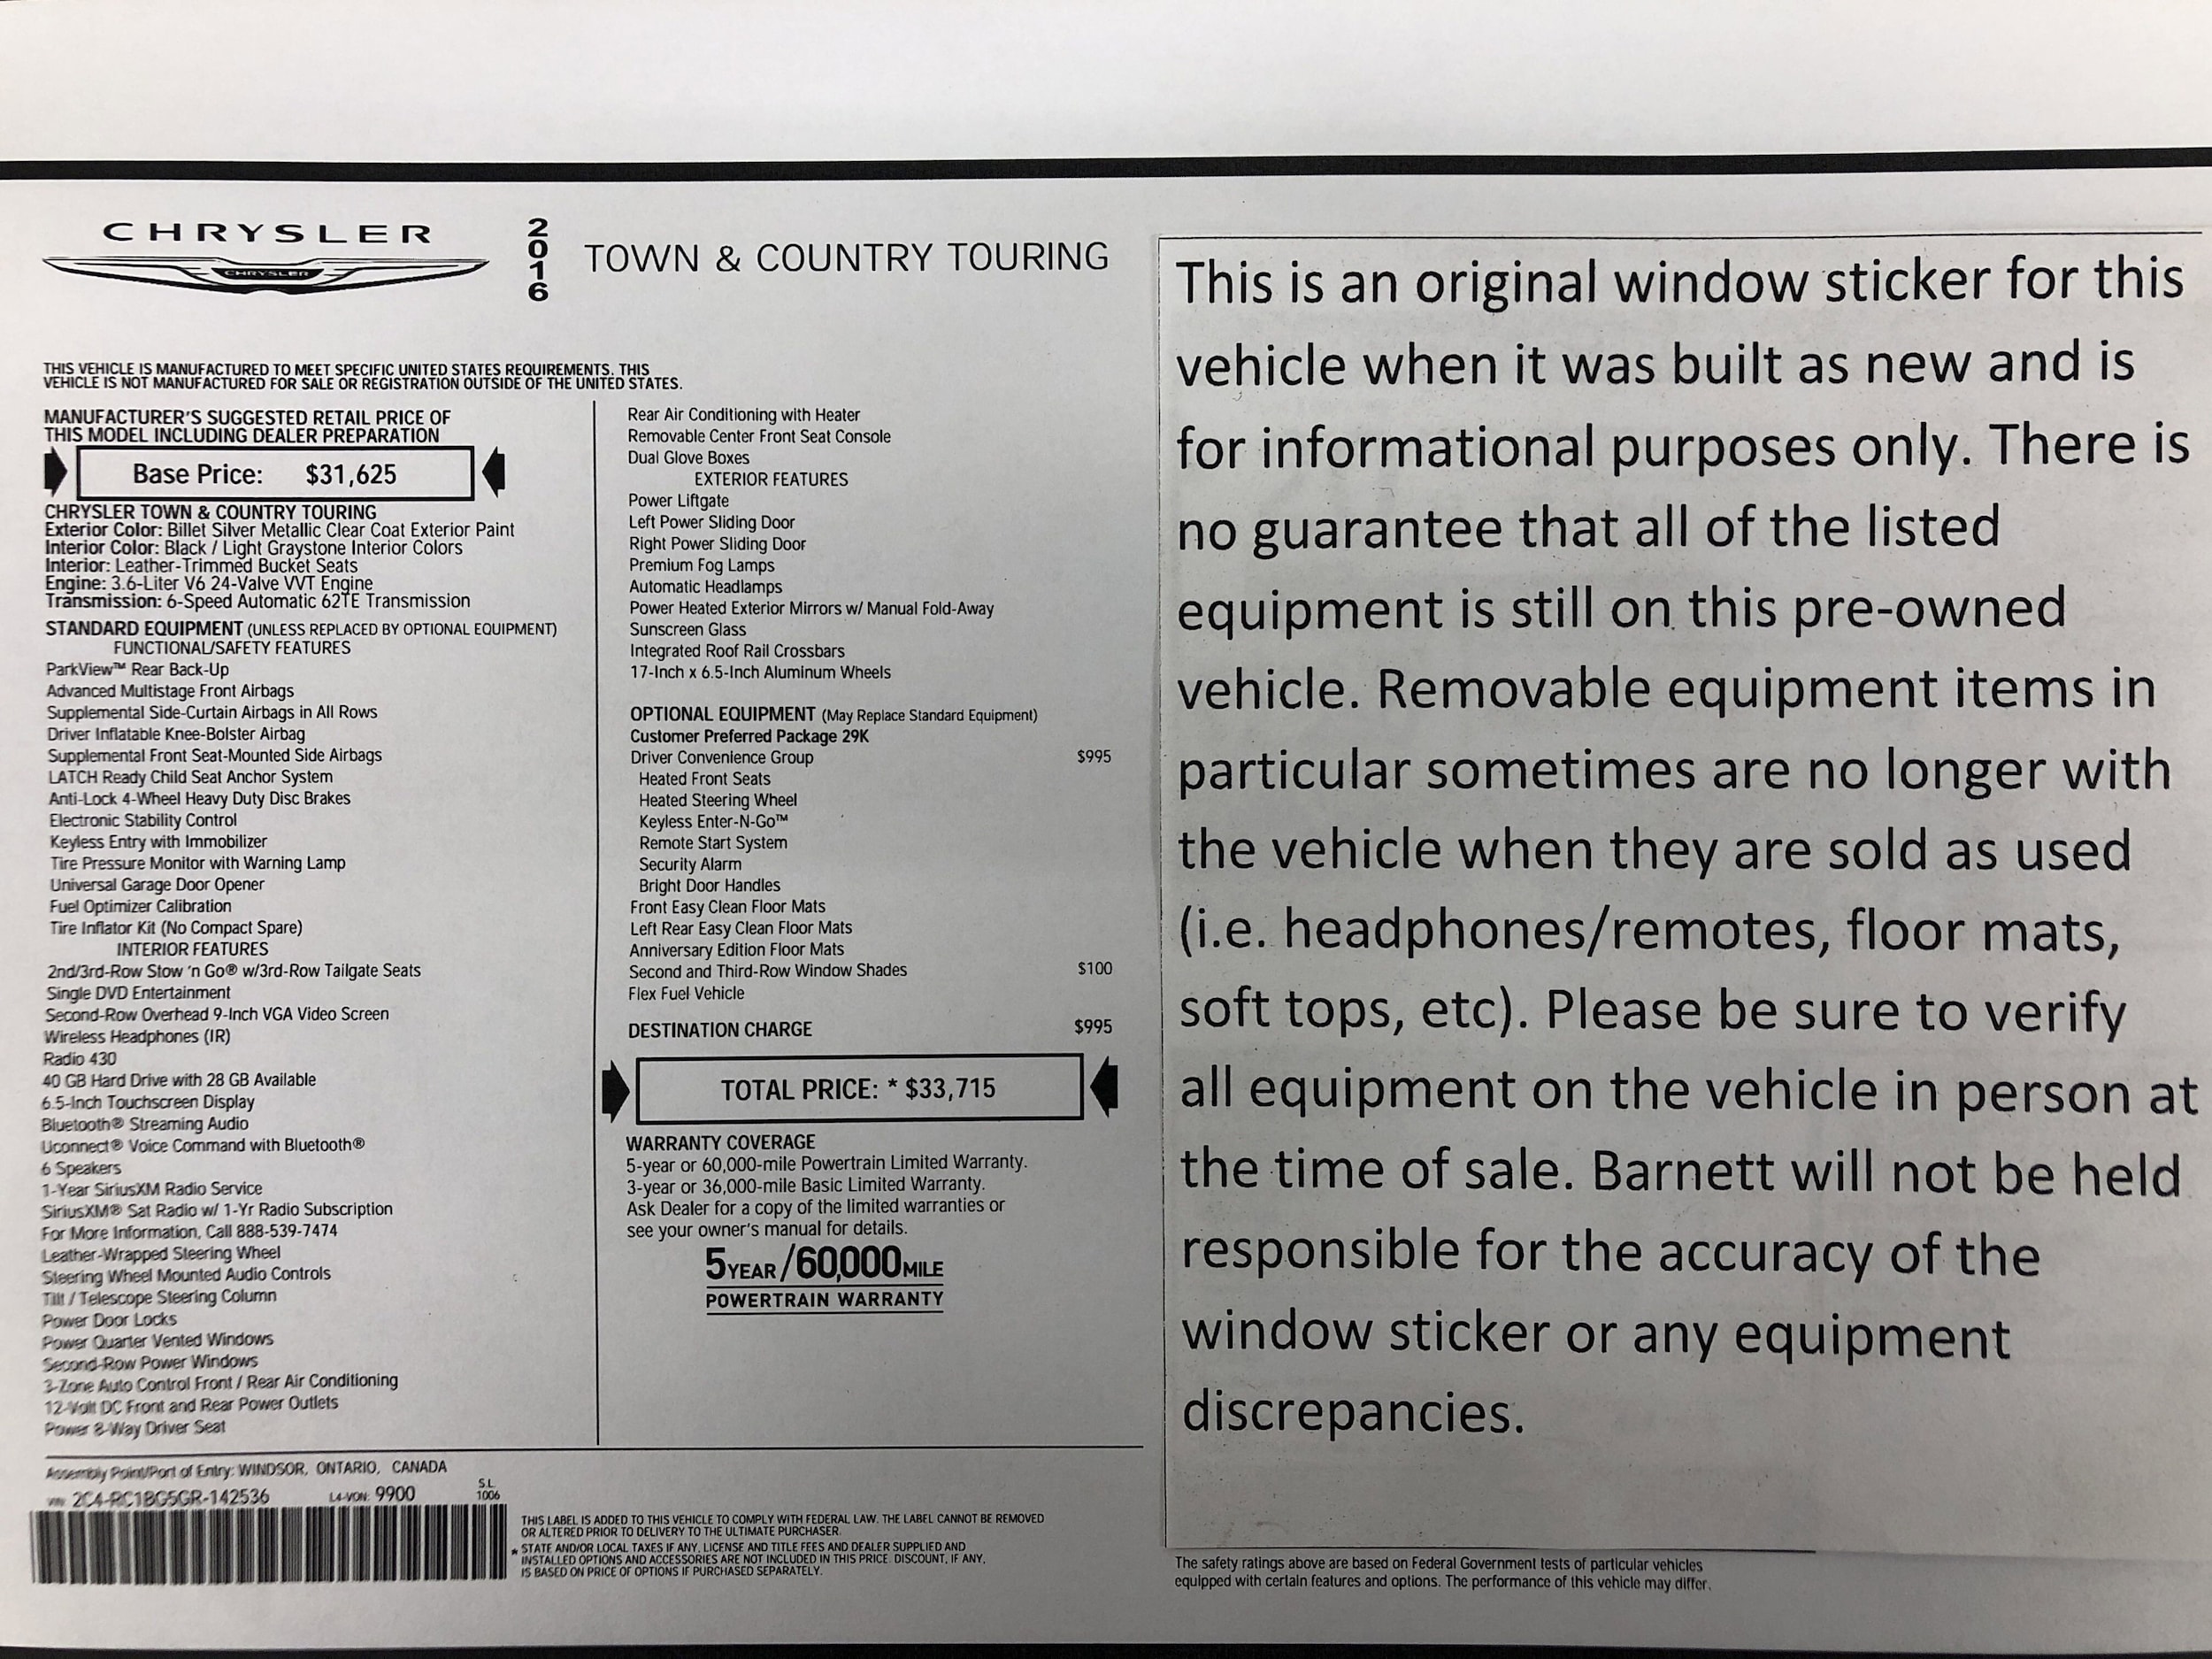 CHRYSLER
CHRYSLER
2016
TOWN & COUNTRY TOURING
THIS VEHICLE IS MANUFACTURED TO MEET SPECIFIC UNITED STATES REQUIREMENTS. THIS
VEHICLE IS NOT MANUFACTURED FOR SALE OR REGISTRATION OUTSIDE OF THE UNITED STATES.
MANUFACTURER'S SUGGESTED RETAIL PRICE OF
THIS MODEL INCLUDING DEALER PREPARATION
Base Price: $31,625
CHRYSLER TOWN & COUNTRY TOURING
Exterior Color: Billet Silver Metallic Clear Coat Exterior Paint
Interior Color: Black / Light Graystone Interior Colors
Interior: Leather-Trimmed Bucket Seats
Engine: 3.6-Liter V6 24-Valve VVT Engine
Transmission: 6-Speed Automatic 62TE Transmission
STANDARD EQUIPMENT (UNLESS REPLACED BY OPTIONAL EQUIPMENT)
FUNCTIONAL/SAFETY FEATURES
ParkView™ Rear Back-Up
Advanced Multistage Front Airbags
Supplemental Side-Curtain Airbags in All Rows
Driver Inflatable Knee-Bolster Airbag
Supplemental Front Seat-Mounted Side Airbags
LATCH Ready Child Seat Anchor System
Anti-Lock 4-Wheel Heavy Duty Disc Brakes
Electronic Stability Control
Keyless Entry with Immobilizer
Tire Pressure Monitor with Warning Lamp
Universal Garage Door Opener
Fuel Optimizer Calibration
Tire Inflator Kit (No Compact Spare)
INTERIOR FEATURES
2nd/3rd-Row Stow 'n Go® w/3rd-Row Tailgate Seats
Single DVD Entertainment
Second-Row Overhead 9-Inch VGA Video Screen
Wireless Headphones (IR)
Radio 430
40 GB Hard Drive with 28 GB Available
6.5-Inch Touchscreen Display
Bluetooth® Streaming Audio
Uconnect® Voice Command with Bluetooth®
6 Speakers
1-Year SiriusXM Radio Service
SiriusXM® Sat Radio w/ 1-Yr Radio Subscription
For More Information, Call 888-539-7474
Leather-Wrapped Steering Wheel
Steering Wheel Mounted Audio Controls
Tilt / Telescope Steering Column
Power Door Locks
Power Quarter Vented Windows
Second-Row Power Windows
3-Zone Auto Control Front / Rear Air Conditioning
12-Volt DC Front and Rear Power Outlets
Power 8-Way Driver Seat
Rear Air Conditioning with Heater
Removable Center Front Seat Console
Dual Glove Boxes
EXTERIOR FEATURES
Power Liftgate
Left Power Sliding Door
Right Power Sliding Door
Premium Fog Lamps
Automatic Headlamps
Power Heated Exterior Mirrors w/ Manual Fold-Away
Sunscreen Glass
Integrated Roof Rail Crossbars
17-Inch x 6.5-Inch Aluminum Wheels
OPTIONAL EQUIPMENT (May Replace Standard Equipment)
Customer Preferred Package 29K
Driver Convenience Group $995
Heated Front Seats
Heated Steering Wheel
Keyless Enter-N-Go™
Remote Start System
Security Alarm
Bright Door Handles
Front Easy Clean Floor Mats
Left Rear Easy Clean Floor Mats
Anniversary Edition Floor Mats
Second and Third-Row Window Shades $100
Flex Fuel Vehicle
DESTINATION CHARGE $995
TOTAL PRICE: * $33,715
WARRANTY COVERAGE
5-year or 60,000-mile Powertrain Limited Warranty.
3-year or 36,000-mile Basic Limited Warranty.
Ask Dealer for a copy of the limited warranties or
see your owner's manual for details.
5YEAR/60,000MILE
POWERTRAIN WARRANTY
Assembly Point/Port of Entry: WINDSOR, ONTARIO, CANADA
VIN: 2C4-RC1BG5GR-142536 L4-VON: 9900 S.L. 1006
THIS LABEL IS ADDED TO THIS VEHICLE TO COMPLY WITH FEDERAL LAW. THE LABEL CANNOT BE REMOVED
OR ALTERED PRIOR TO DELIVERY TO THE ULTIMATE PURCHASER.
* STATE AND/OR LOCAL TAXES IF ANY, LICENSE AND TITLE FEES AND DEALER SUPPLIED AND
INSTALLED OPTIONS AND ACCESSORIES ARE NOT INCLUDED IN THIS PRICE. DISCOUNT, IF ANY,
IS BASED ON PRICE OF OPTIONS IF PURCHASED SEPARATELY.
This is an original window sticker for this
vehicle when it was built as new and is
for informational purposes only. There is
no guarantee that all of the listed
equipment is still on this pre-owned
vehicle. Removable equipment items in
particular sometimes are no longer with
the vehicle when they are sold as used
(i.e. headphones/remotes, floor mats,
soft tops, etc). Please be sure to verify
all equipment on the vehicle in person at
the time of sale. Barnett will not be held
responsible for the accuracy of the
window sticker or any equipment
discrepancies.
The safety ratings above are based on Federal Government tests of particular vehicles
equipped with certain features and options. The performance of this vehicle may differ.